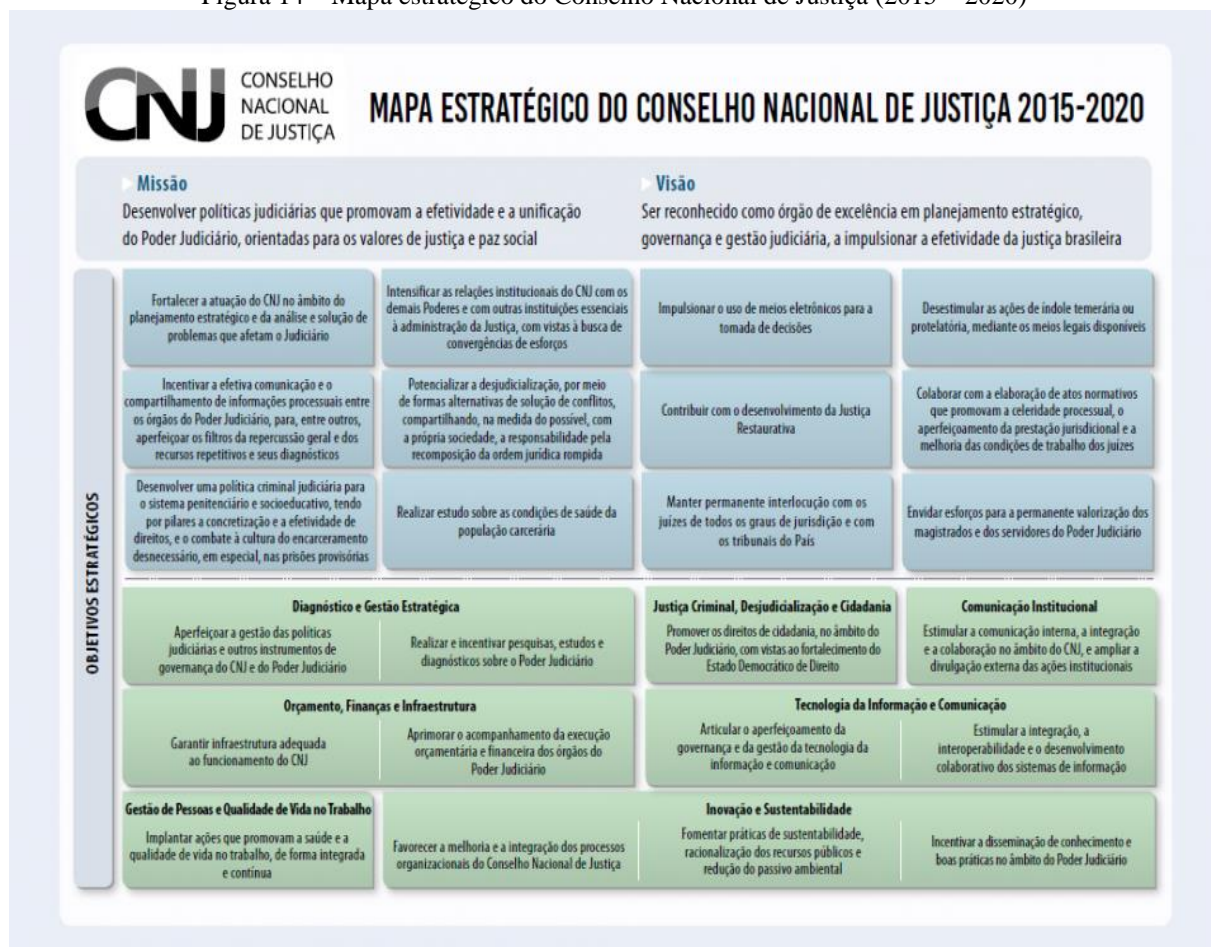 Figura 14 – Mapa estratégico do Conselho Nacional de Justiça (2015 – 2020)
CNJ
CONSELHO
NACIONAL
DE JUSTIÇA
MAPA ESTRATÉGICO DO CONSELHO NACIONAL DE JUSTIÇA 2015-2020
Missão
Desenvolver políticas judiciárias que promovam a efetividade e a unificação
do Poder Judiciário, orientadas para os valores de justiça e paz social
Visão
Ser reconhecido como órgão de excelência em planejamento estratégico,
governança e gestão judiciária, a impulsionar a efetividade da justiça brasileira
OBJETIVOS ESTRATÉGICOS
Fortalecer a atuação do CNJ no âmbito do
planejamento estratégico e da análise e solução de
problemas que afetam o Judiciário
Intensificar as relações institucionais do CNJ com os
demais Poderes e com outras instituições essenciais
à administração da Justiça, com vistas à busca de
convergências de esforços
Impulsionar o uso de meios eletrônicos para a
tomada de decisões
Desestimular as ações de índole temerária ou
protelatória, mediante os meios legais disponíveis
Incentivar a efetiva comunicação e o
compartilhamento de informações processuais entre
os órgãos do Poder Judiciário, para, entre outros,
aperfeiçoar os filtros da repercussão geral e dos
recursos repetitivos e seus diagnósticos
Potencializar a desjudicialização, por meio
de formas alternativas de solução de conflitos,
compartilhando, na medida do possível, com
a própria sociedade, a responsabilidade pela
recomposição da ordem jurídica rompida
Contribuir com o desenvolvimento da Justiça
Restaurativa
Colaborar com a elaboração de atos normativos
que promovam a celeridade processual, o
aperfeiçoamento da prestação jurisdicional e a
melhoria das condições de trabalho dos juízes
Desenvolver uma política criminal judiciária para
o sistema penitenciário e socioeducativo, tendo
por pilares a concretização e a efetividade de
direitos, e o combate à cultura do encarceramento
desnecessário, em especial, nas prisões provisórias
Realizar estudo sobre as condições de saúde da
população carcerária
Manter permanente interlocução com os
juízes de todos os graus de jurisdição e com
os tribunais do País
Envidar esforços para a permanente valorização dos
magistrados e dos servidores do Poder Judiciário
Diagnóstico e Gestão Estratégica
Aperfeiçoar a gestão das políticas
judiciárias e outros instrumentos de
governança do CNJ e do Poder Judiciário
Realizar e incentivar pesquisas, estudos e
diagnósticos sobre o Poder Judiciário
Justiça Criminal, Desjudicialização e Cidadania
Promover os direitos de cidadania, no âmbito do
Poder Judiciário, com vistas ao fortalecimento do
Estado Democrático de Direito
Comunicação Institucional
Estimular a comunicação interna, a integração
e a colaboração no âmbito do CNJ, e ampliar a
divulgação externa das ações institucionais
Orçamento, Finanças e Infraestrutura
Garantir infraestrutura adequada
ao funcionamento do CNJ
Aprimorar o acompanhamento da execução
orçamentária e financeira dos órgãos do
Poder Judiciário
Tecnologia da Informação e Comunicação
Articular o aperfeiçoamento da
governança e da gestão da tecnologia da
informação e comunicação
Estimular a integração, a
interoperabilidade e o desenvolvimento
colaborativo dos sistemas de informação
Gestão de Pessoas e Qualidade de Vida no Trabalho
Implantar ações que promovam a saúde e a
qualidade de vida no trabalho, de forma integrada
e contínua
Inovação e Sustentabilidade
Favorecer a melhoria e a integração dos processos
organizacionais do Conselho Nacional de Justiça
Fomentar práticas de sustentabilidade,
racionalização dos recursos públicos e
redução do passivo ambiental
Incentivar a disseminação de conhecimento e
boas práticas no âmbito do Poder Judiciário